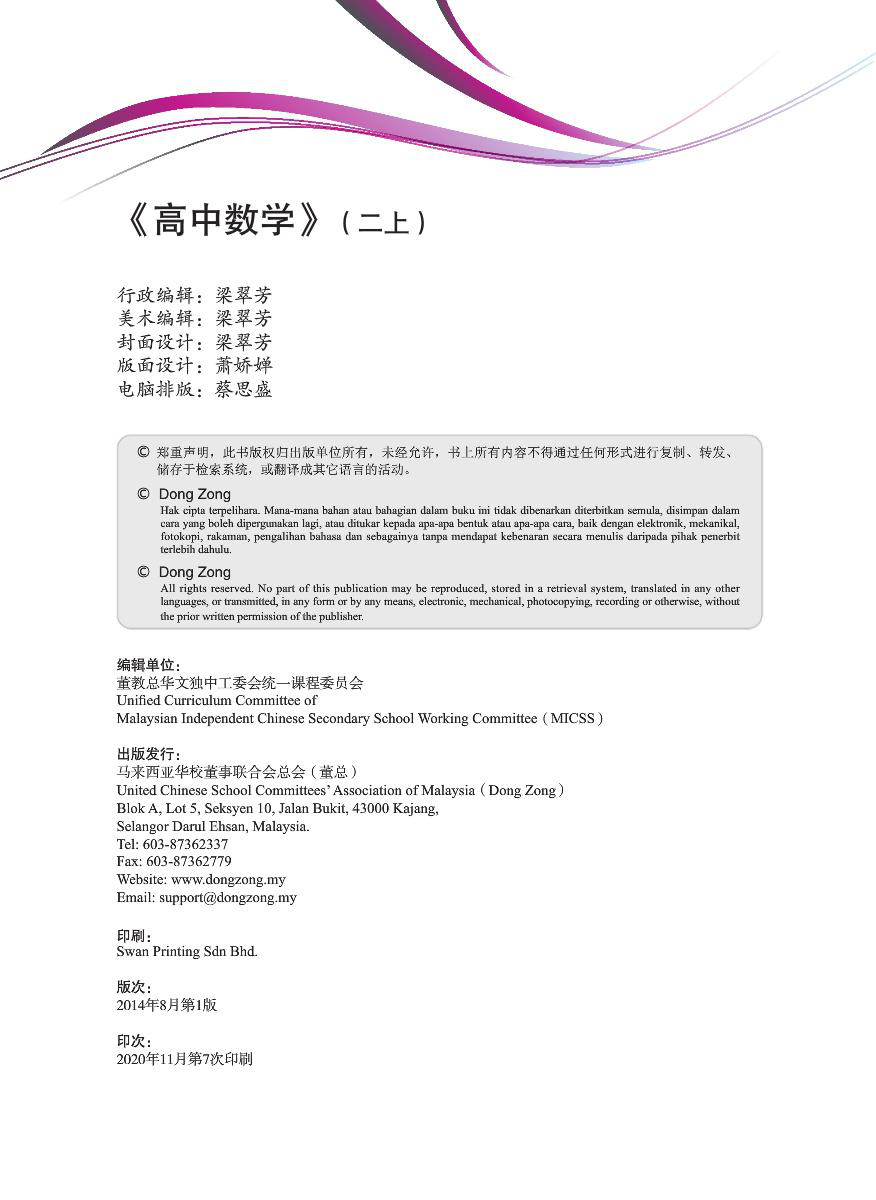 《高中数学》（二上）
行政编辑：梁翠芳
美术编辑：梁翠芳
封面设计：梁翠芳
版面设计：萧娇婵
电脑排版：蔡思盛
© 郑重声明，此书版权归出版单位所有，未经允许，书上所有内容不得通过任何形式进行复制、转发、
储存于检索系统，或翻译成其它语言的活动。
© Dong Zong
Hak cipta terpelihara. Mana-mana bahan atau bahagian dalam buku ini tidak dibenarkan diterbitkan semula, disimpan dalam
cara yang boleh dipergunakan lagi, atau ditukar kepada apa-apa bentuk atau apa-apa cara, baik dengan elektronik, mekanikal,
fotokopi, rakaman, pengalihan bahasa dan sebagainya tanpa mendapat kebenaran secara menulis daripada pihak penerbit
terlebih dahulu.
© Dong Zong
All rights reserved. No part of this publication may be reproduced, stored in a retrieval system, translated in any other
languages, or transmitted, in any form or by any means, electronic, mechanical, photocopying, recording or otherwise, without
the prior written permission of the publisher.
编辑单位：
董教总华文独中工委会统一课程委员会
Unified Curriculum Committee of
Malaysian Independent Chinese Secondary School Working Committee（MICSS）
出版发行：
马来西亚华校董事联合会总会（董总）
United Chinese School Committees’ Association of Malaysia（Dong Zong）
Blok A, Lot 5, Seksyen 10, Jalan Bukit, 43000 Kajang,
Selangor Darul Ehsan, Malaysia.
Tel: 603-87362337
Fax: 603-87362779
Website: www.dongzong.my
Email: support@dongzong.my
印刷：
Swan Printing Sdn Bhd.
版次：
2014年8月第1版
印次：
2020年11月第7次印刷